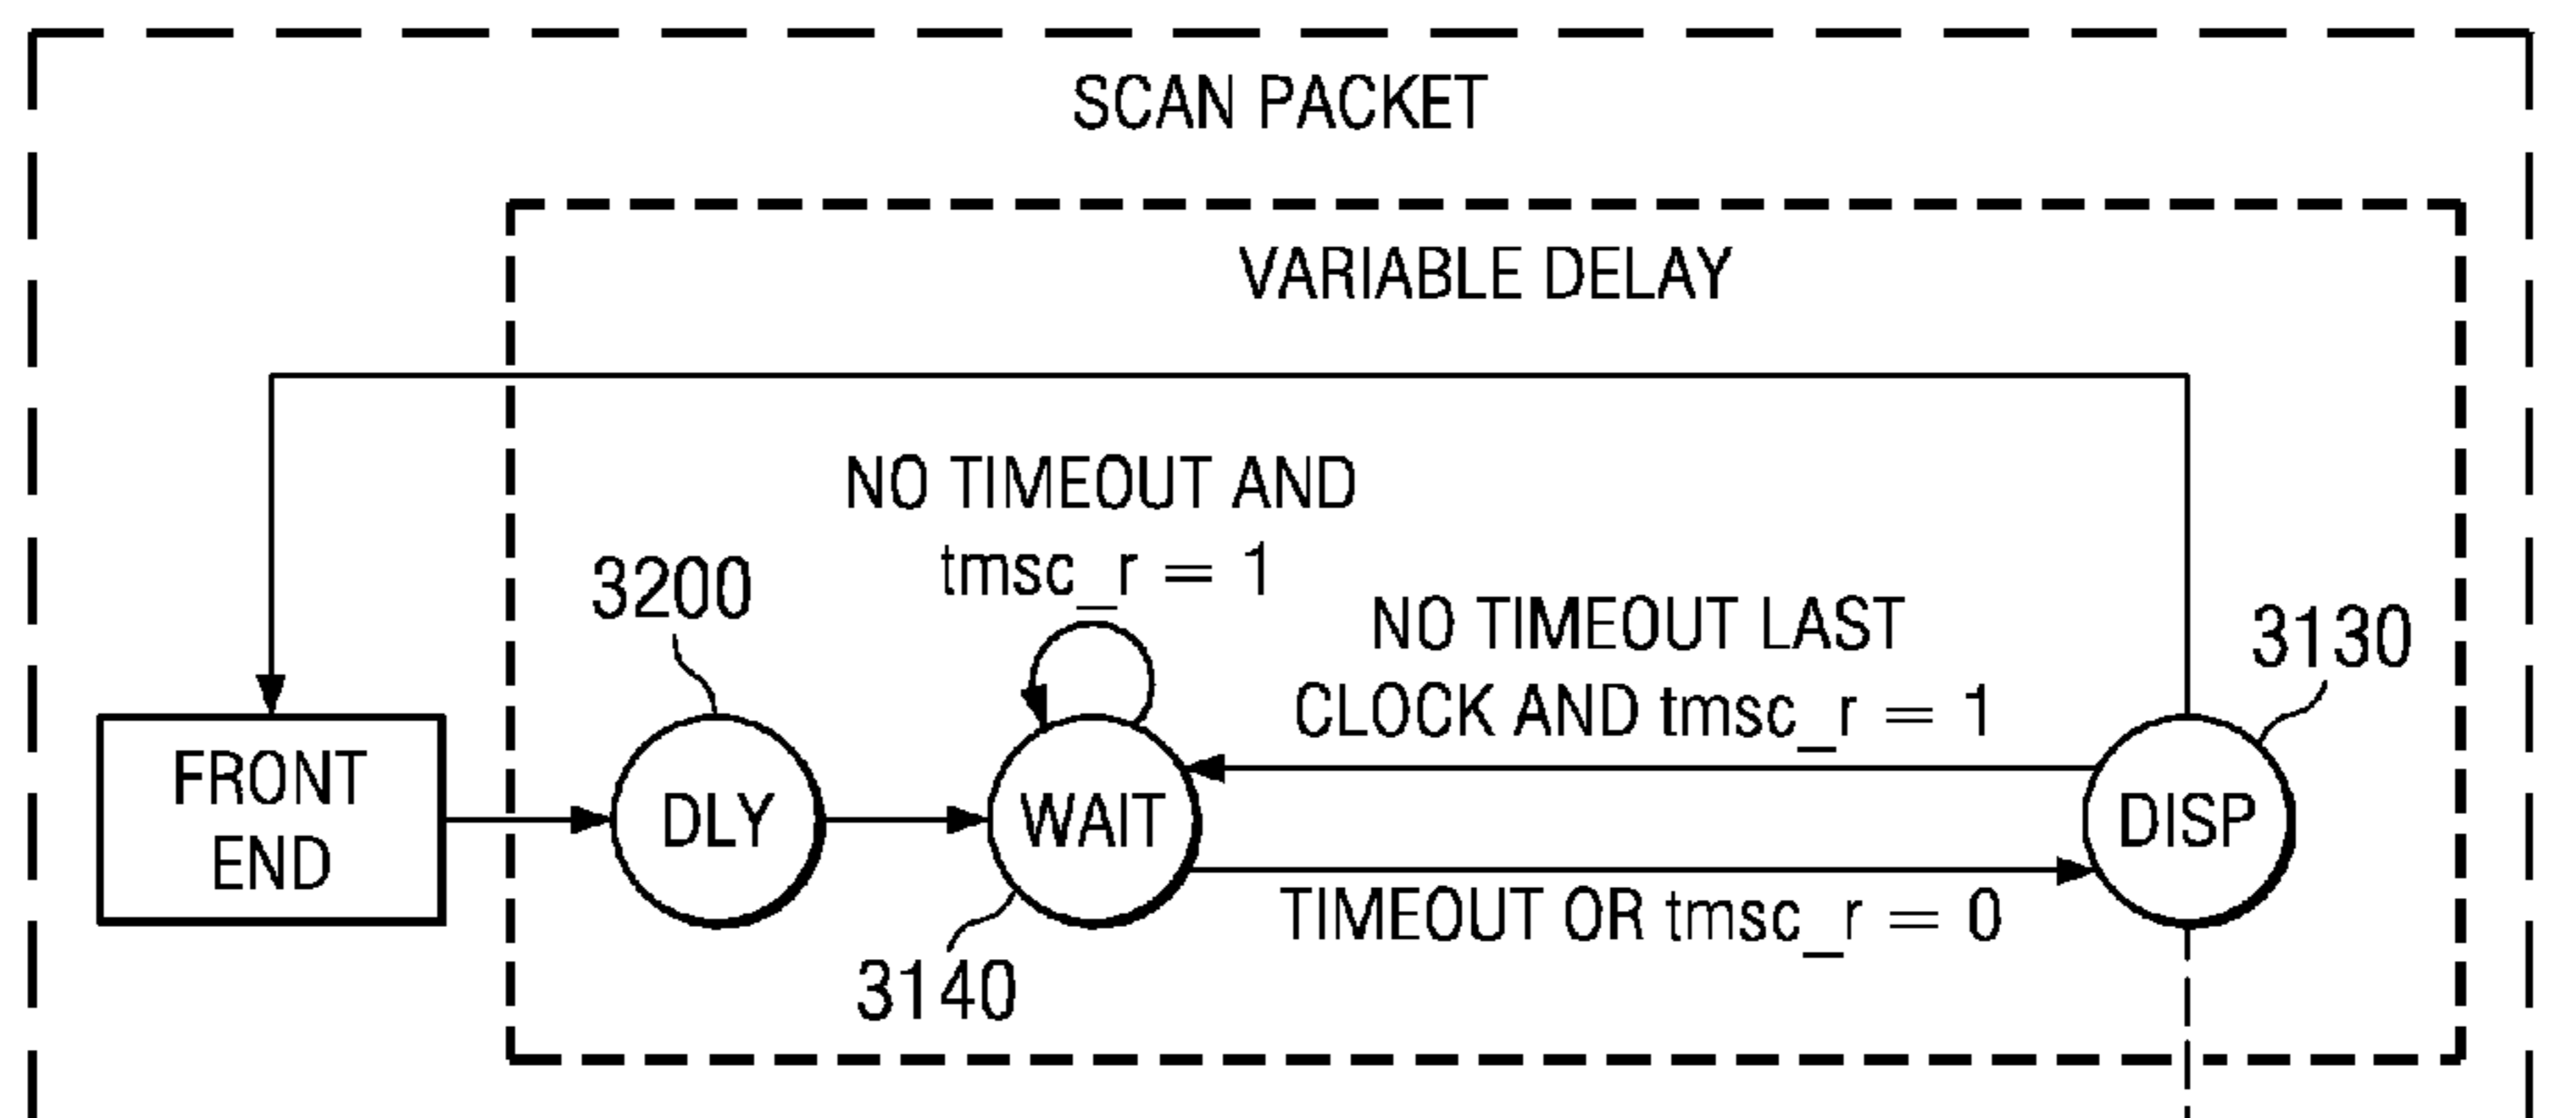 SCAN PACKET
VARIABLE DELAY
NO TIMEOUT AND
tmsc_r = 1
3200
NO TIMEOUT LAST
CLOCK AND tmsc_r = 1
3130
FRONT
END
DLY
WAIT
DISP
TIMEOUT OR tmsc_r = 0
3140